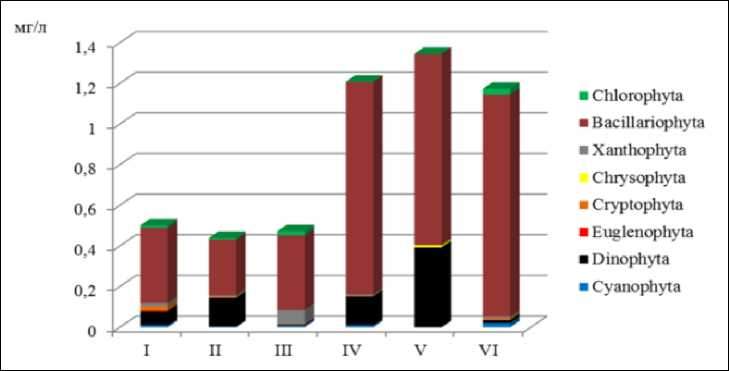 мг/л
1,4
1,2
1
0,8
0,6
0,4
0,2
0
I II III IV V VI
Chlorophyta
Bacillariophyta
Xanthophyta
Chrysophyta
Cryptophyta
Euglenophyta
Dinophyta
Cyanophyta